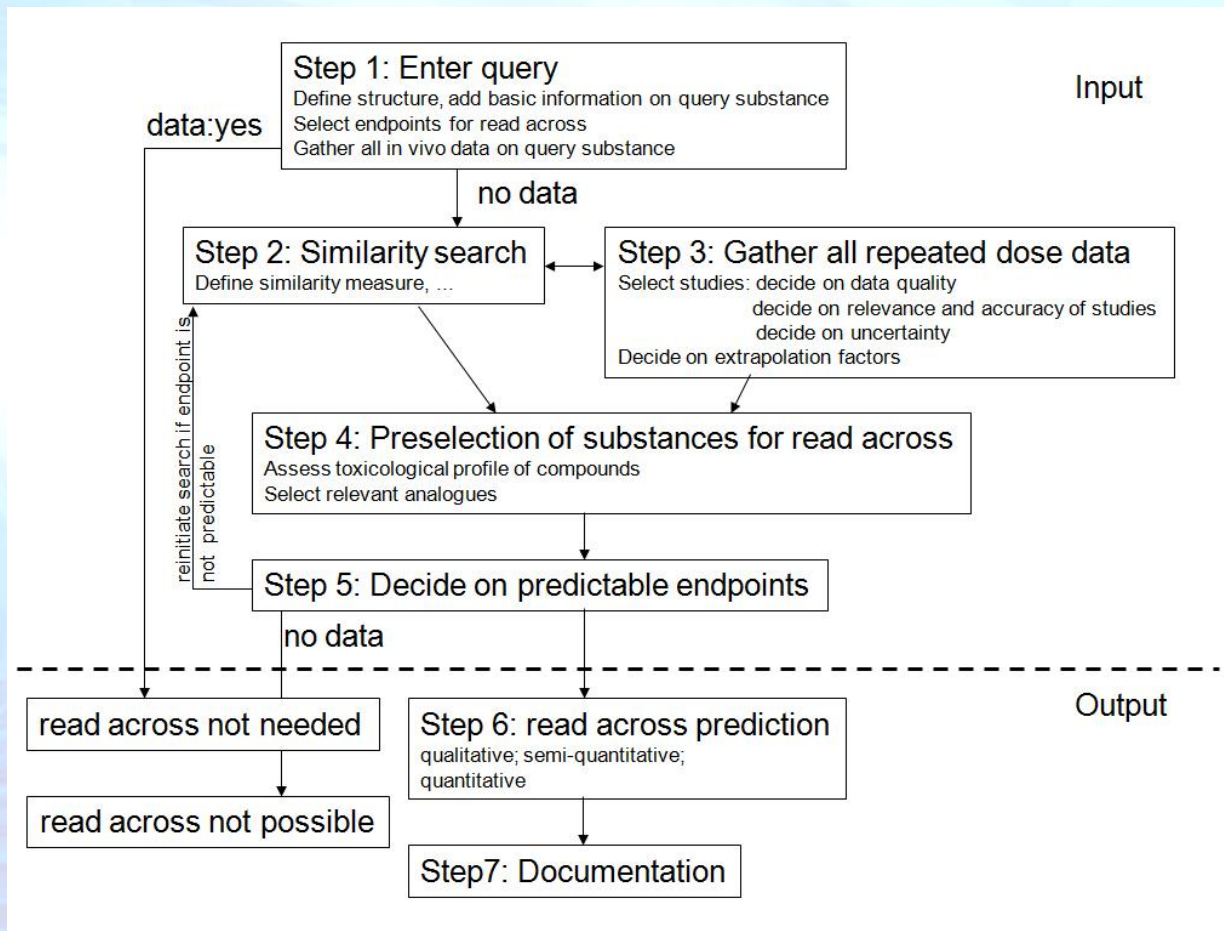 Step 1: Enter query
Define structure, add basic information on query substance
Select endpoints for read across
Gather all in vivo data on query substance
Input
data:yes
no data
Step 2: Similarity search
Define similarity measure, ...
Step 3: Gather all repeated dose data
Select studies: decide on data quality
decide on relevance and accuracy of studies
decide on uncertainty
Decide on extrapolation factors
reinitiate search if endpoint is
not predictable
Step 4: Preselection of substances for read across
Assess toxicological profile of compounds
Select relevant analogues
Step 5: Decide on predictable endpoints
no data
Output
read across not needed
read across not possible
Step 6: read across prediction
qualitative; semi-quantitative;
quantitative
Step7: Documentation